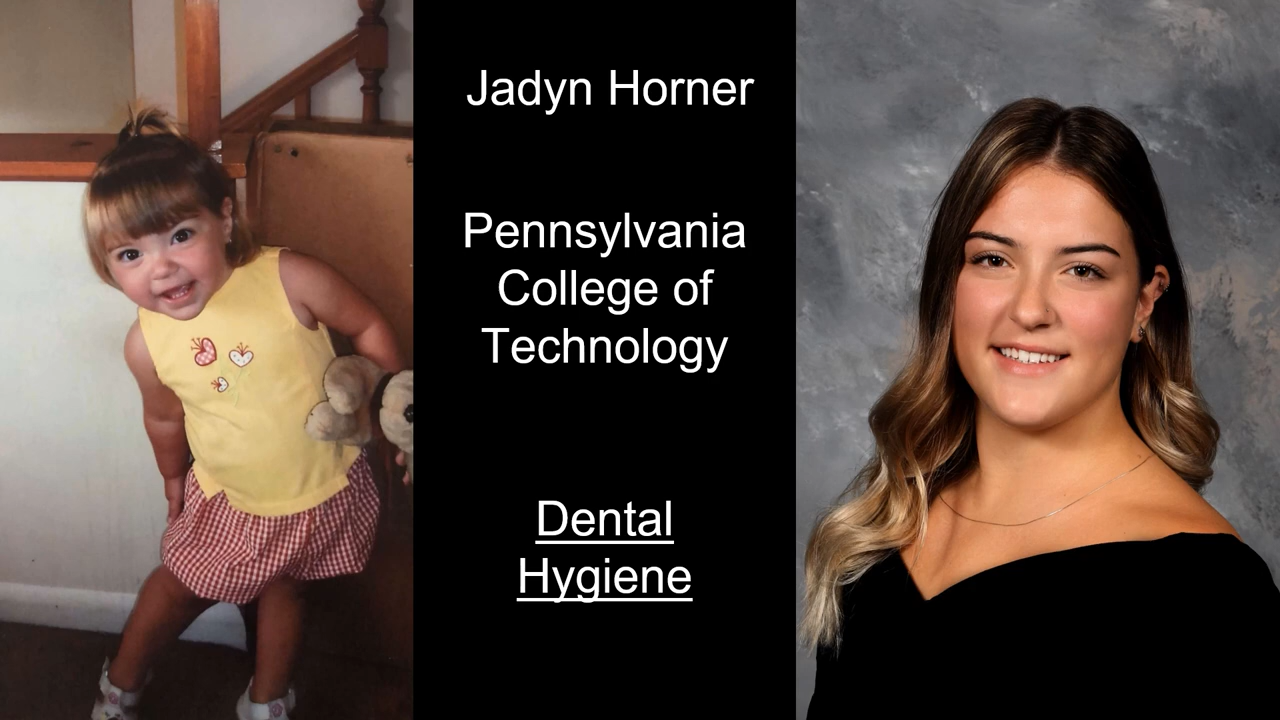 Jadyn Horner
Pennsylvania
College of
Technology
Dental
Hygiene